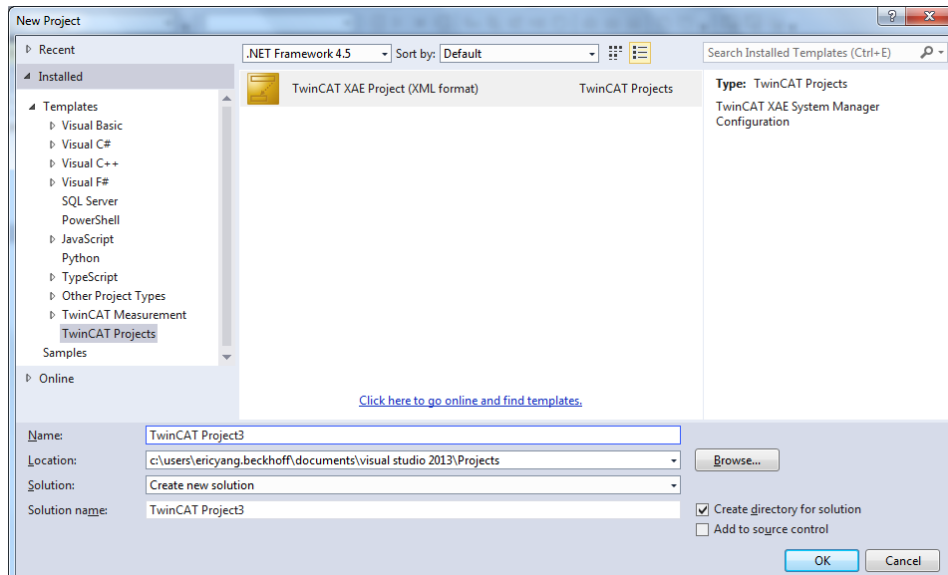 New Project
Recent
.NET Framework 4.5
Sort by: Default
Search Installed Templates (Ctrl+E)
Installed
Templates
Visual Basic
Visual C#
Visual C++
Visual F#
SQL Server
PowerShell
JavaScript
Python
TypeScript
Other Project Types
TwinCAT Measurement
TwinCAT Projects
Samples
Online
TwinCAT XAE Project (XML format) TwinCAT Projects
Click here to go online and find templates.
Type: TwinCAT Projects
TwinCAT XAE System Manager
Configuration
Name: TwinCAT Project3
Location: c:\users\ericyang.beckhoff\documents\visual studio 2013\Projects Browse...
Solution: Create new solution
Solution name: TwinCAT Project3
Create directory for solution
Add to source control
OK Cancel